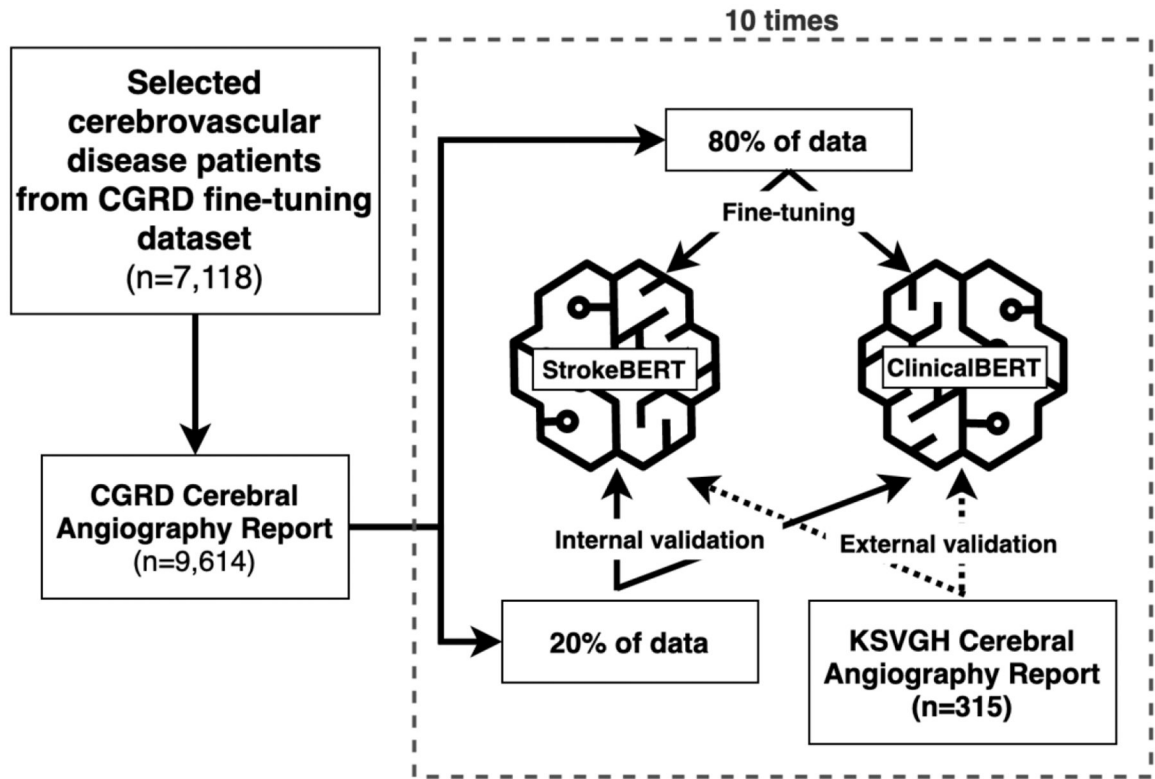 10 times
Selected
cerebrovascular
disease patients
from CGRD fine-tuning
dataset
(n=7,118)
80% of data
Fine-tuning
StrokeBERT
ClinicalBERT
CGRD Cerebral
Angiography Report
(n=9,614)
Internal validation
External validation
20% of data
KSVGH Cerebral
Angiography Report
(n=315)